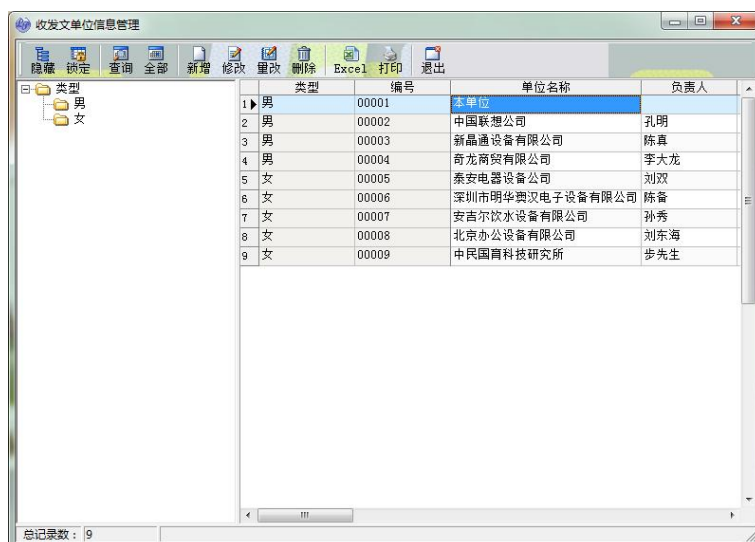 收发文单位信息管理
隐藏 锁定 查询 全部 新增 修改 重改 删除 Excel 打印 退出
类型
男
女
类型 编号 单位名称 负责人
1 男 00001 本单位
2 男 00002 中国联想公司 孔明
3 男 00003 新晶通设备有限公司 陈真
4 男 00004 奇龙商贸有限公司 李大龙
5 女 00005 泰安电器设备公司 刘双
6 女 00006 深圳市明华澳汉电子设备有限公司 陈备
7 女 00007 安吉尔饮水设备有限公司 孙秀
8 女 00008 北京办公设备有限公司 刘东海
9 女 00009 中民国育科技研究所 步先生
总记录数: 9